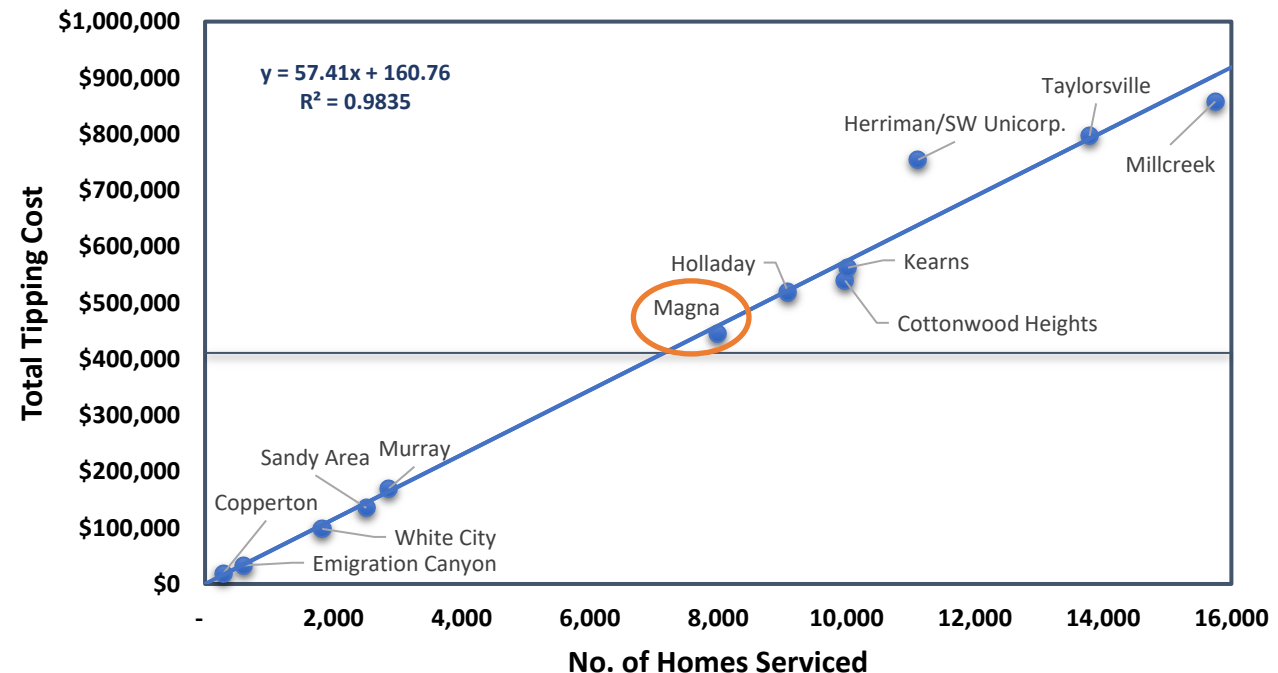 $1,000,000
$900,000
$800,000
$700,000
$600,000
$500,000
$400,000
$300,000
$200,000
$100,000
$0
Total Tipping Cost
y = 57.41x + 160.76
R² = 0.9835
Taylorsville
Herriman/SW Unicorp.
Millcreek
Holladay
Kearns
Magna
Cottonwood Heights
Murray
Sandy Area
Copperton
White City
Emigration Canyon
- 2,000 4,000 6,000 8,000 10,000 12,000 14,000 16,000
No. of Homes Serviced